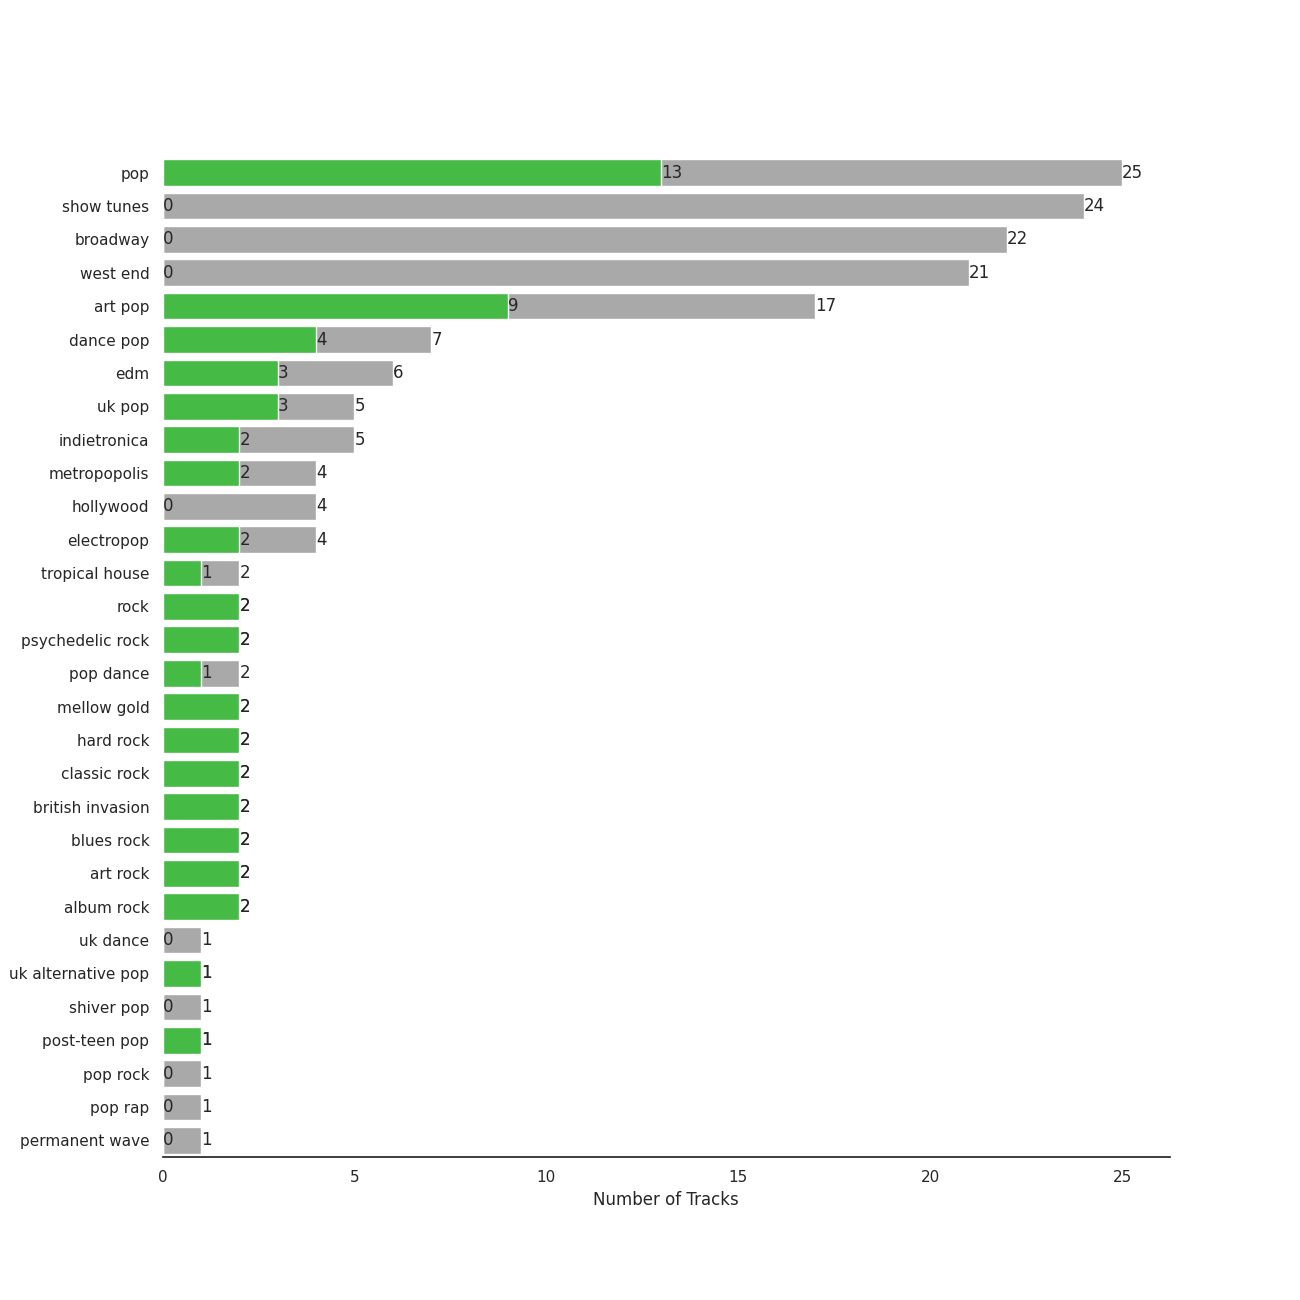 pop 13 25
show tunes 0 24
broadway 0 22
west end 0 21
art pop 9 17
dance pop 4 7
edm 3 6
uk pop 3 5
indietronica 2 5
metropopolis 2 4
hollywood 0 4
electropop 2 4
tropical house 1 2
rock 2
psychedelic rock 2
pop dance 1 2
mellow gold 2
hard rock 2
classic rock 2
british invasion 2
blues rock 2
art rock 2
album rock 2
uk dance 0 1
uk alternative pop 1
shiver pop 0 1
post-teen pop 1
pop rock 0 1
pop rap 0 1
permanent wave 0 1
0 5 10 15 20 25
Number of Tracks